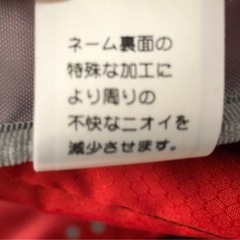 ネーム裏面の
特殊な加工に
より周りの
不快なニオイを
減少させます。